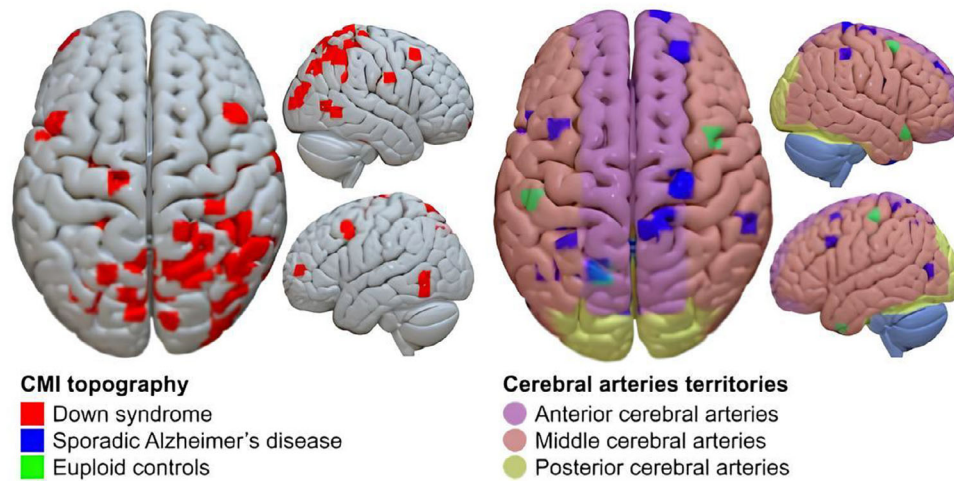 CMI topography
Down syndrome
Sporadic Alzheimer's disease
Euploid controls
Cerebral arteries territories
Anterior cerebral arteries
Middle cerebral arteries
Posterior cerebral arteries